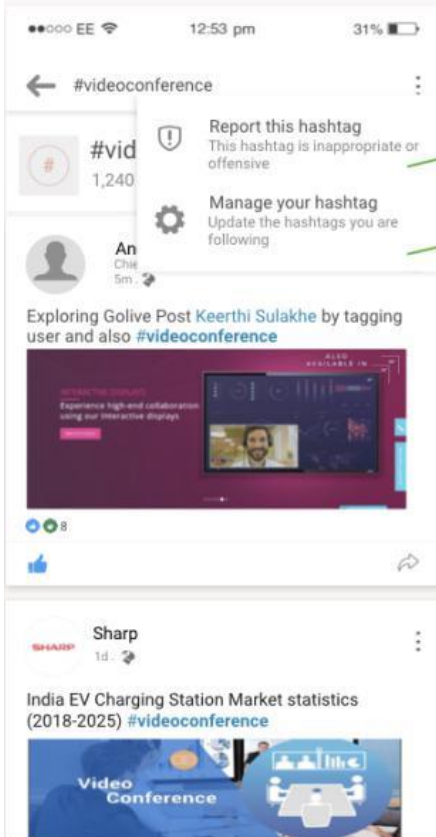 EE 12:53 pm 31%
#videoconference
Report this hashtag
This hashtag is inappropriate or
offensive
Manage your hashtag
Update the hashtags you are
following
#
#vid
1,240
An
Chie
5m .
Exploring Golive Post Keerthi Sulakhe by tagging
user and also #videoconference
ALSO
AVAILABLE IN
INTERACTIVE DISPLAYS
Experience high-end collaboration
using our Interactive displays
8
SHARP
Sharp
1d .
India EV Charging Station Market statistics
(2018-2025) #videoconference
Video
Conference